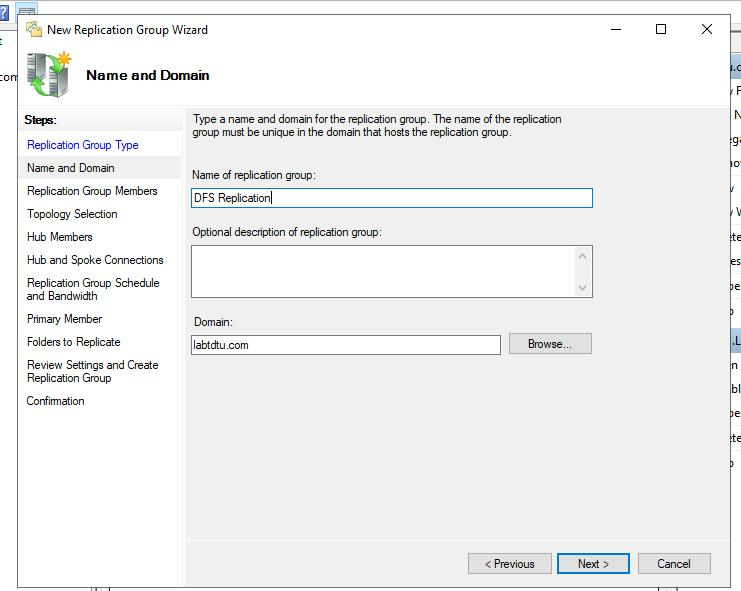 New Replication Group Wizard
Name and Domain
Steps:
Replication Group Type
Name and Domain
Replication Group Members
Topology Selection
Hub Members
Hub and Spoke Connections
Replication Group Schedule
and Bandwidth
Primary Member
Folders to Replicate
Review Settings and Create
Replication Group
Confirmation
Type a name and domain for the replication group. The name of the replication
group must be unique in the domain that hosts the replication group.
Name of replication group:
DFS Replication
Optional description of replication group:
Domain:
labtdtu.com
Browse...
< Previous
Next >
Cancel